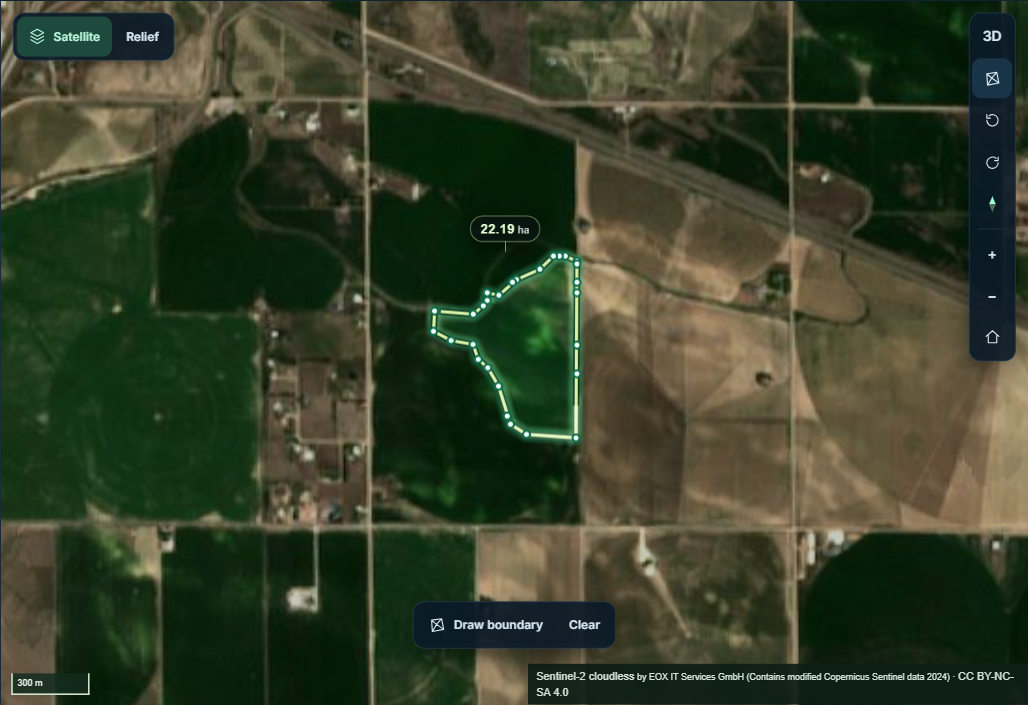 Satellite
Relief
3D
22.19 ha
+
−
Draw boundary
Clear
300 m
Sentinel-2 cloudless by EOX IT Services GmbH (Contains modified Copernicus Sentinel data 2024) · CC BY-NC-
SA 4.0